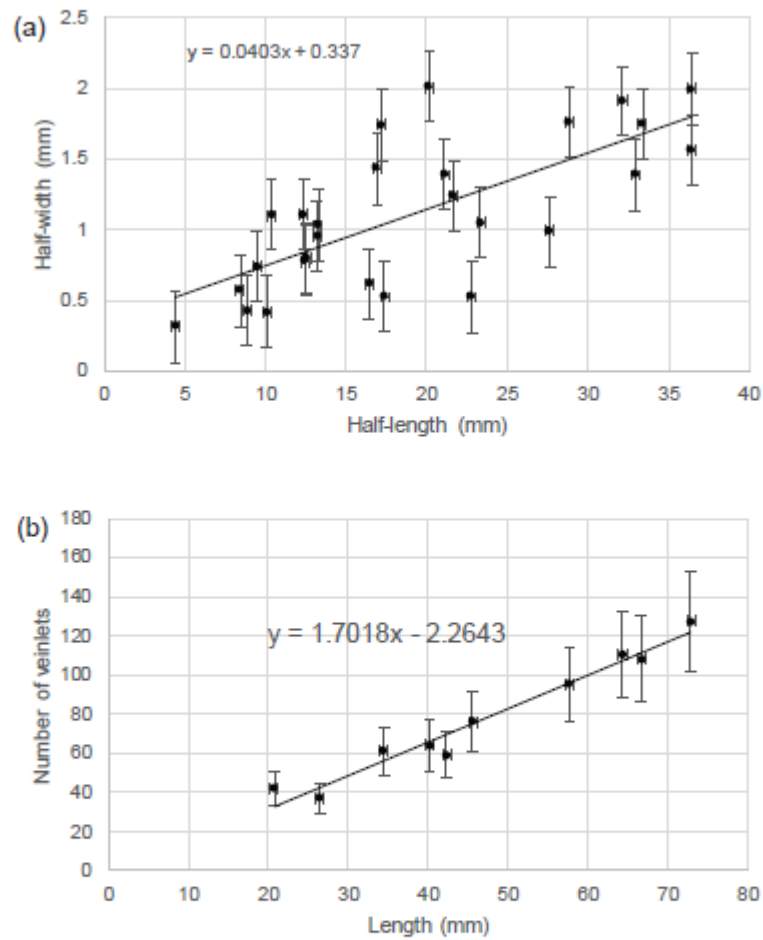 (a)
2.5
2
1.5
1
0.5
0
y = 0.0403x + 0.337
Half-width (mm)
0 5 10 15 20 25 30 35 40
Half-length (mm)
(b)
180
160
140
120
100
80
60
40
20
0
y = 1.7018x - 2.2643
Number of veinlets
0 10 20 30 40 50 60 70 80
Length (mm)